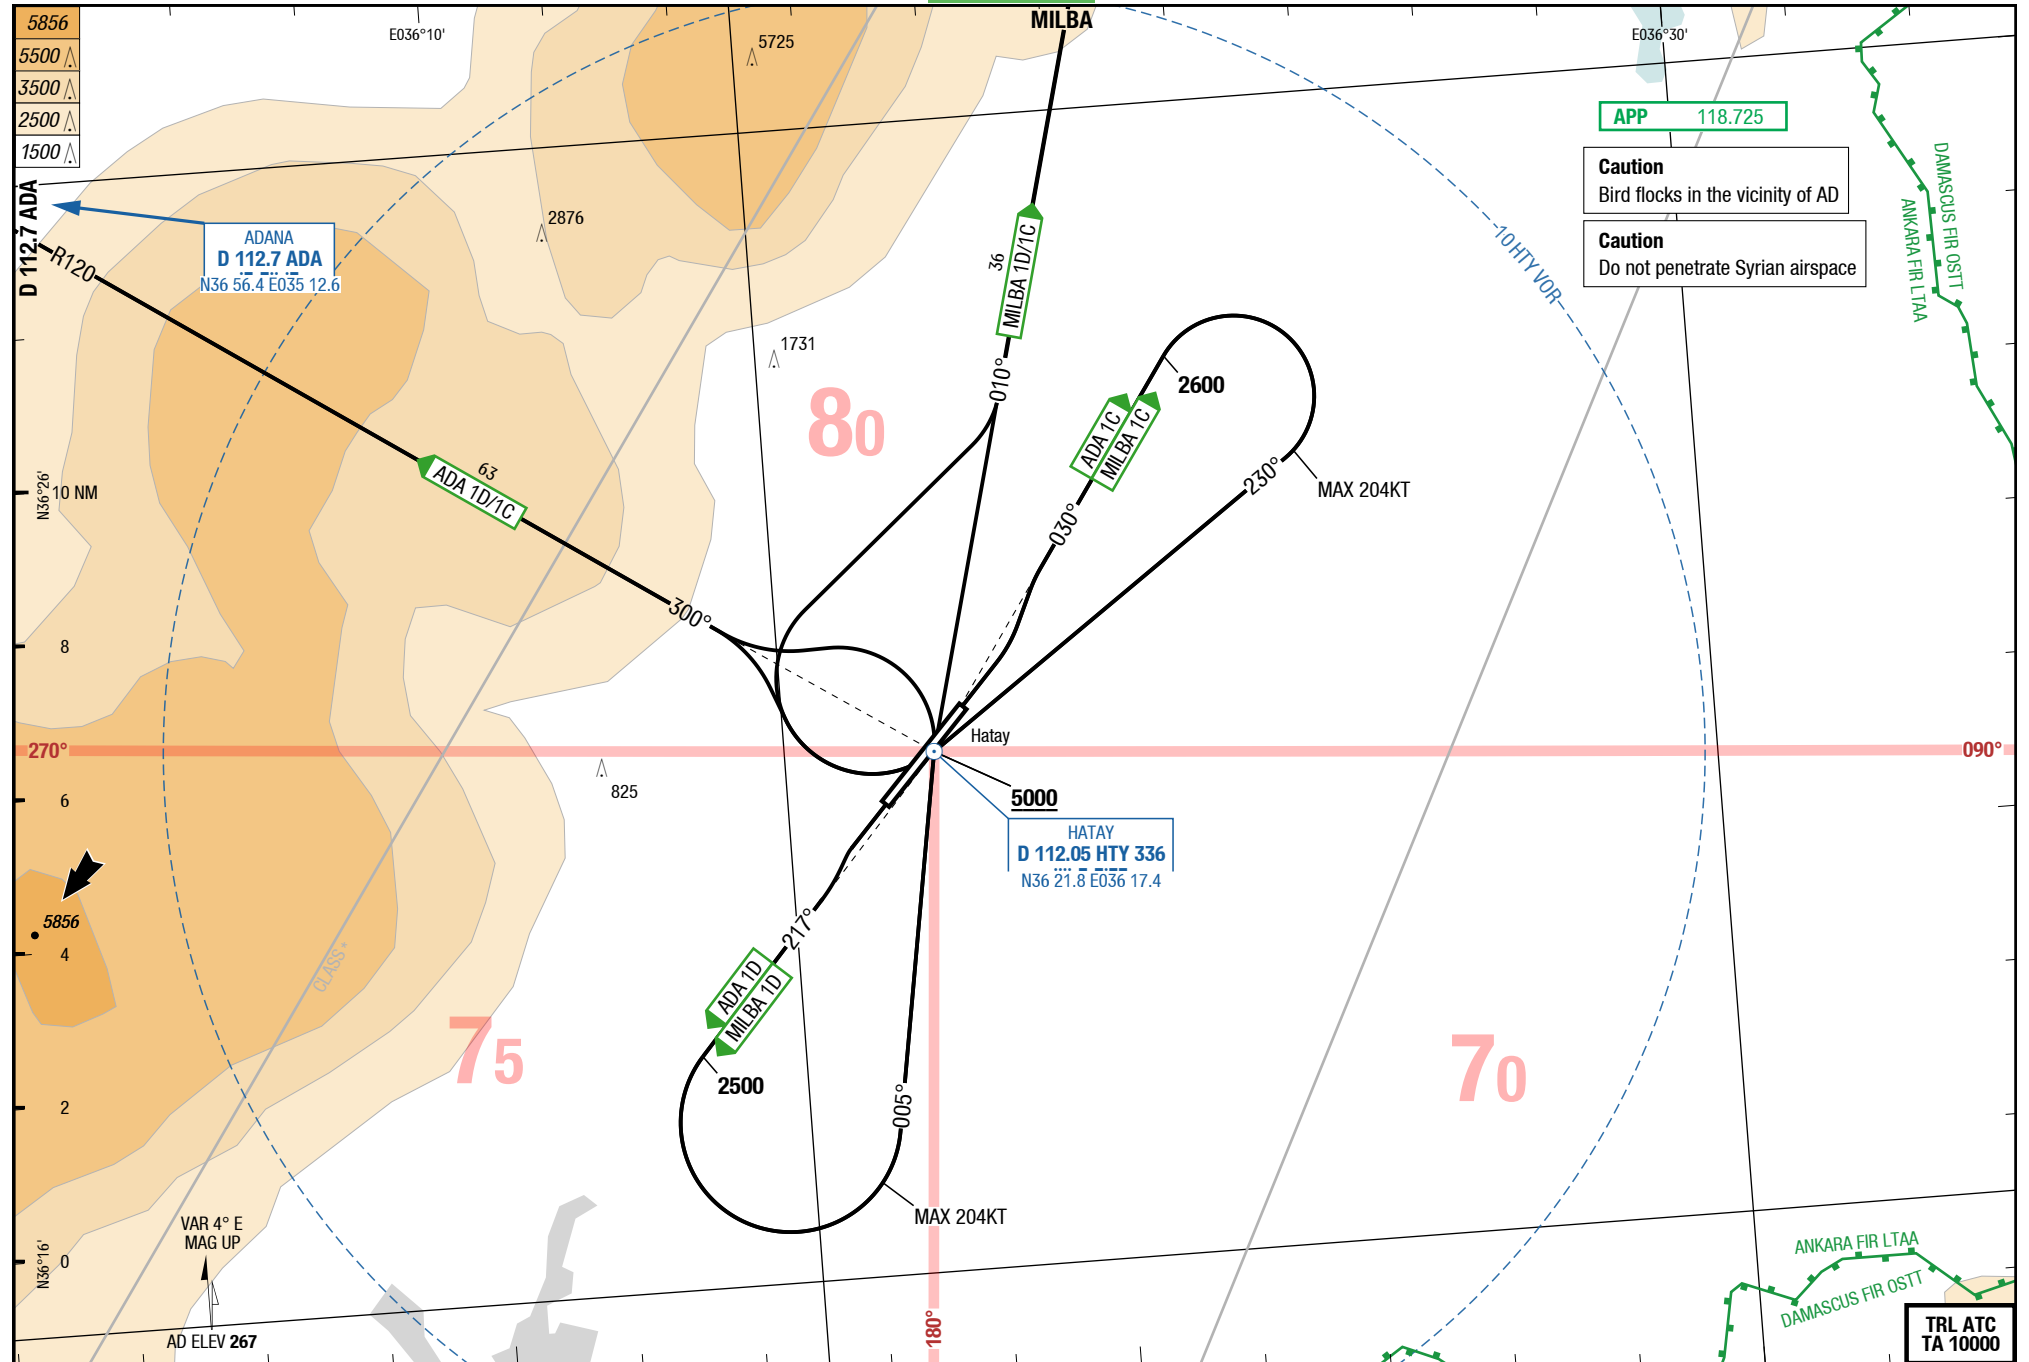 MILBA
5856
5500
3500
2500
1500
E036°10'
5725
E036°30'
APP 118.725
Caution
Bird flocks in the vicinity of AD
Caution
Do not penetrate Syrian airspace
DAMASCUS FIR OSTT
ANKARA FIR LTAA
D 112.7 ADA
R120
ADANA
D 112.7 ADA
N36 56.4 E035 12.6
2876
36
MILBA 1D/1C
10 HTY VOR
1731
010°
2600
80
ADA 1C
MILBA 1C
63
ADA 1D/1C
230°
MAX 204KT
N36°26'
10 NM
030°
300°
8
Hatay
270°
090°
825
6
5000
HATAY
D 112.05 HTY 336
N36 21.8 E036 17.4
5856
4
217°
CLASS *
ADA 1D
MILBA 1D
75
70
2500
2
005°
MAX 204KT
VAR 4° E
MAG UP
N36°16'
0
ANKARA FIR LTAA
DAMASCUS FIR OSTT
180°
AD ELEV 267
TRL ATC
TA 10000